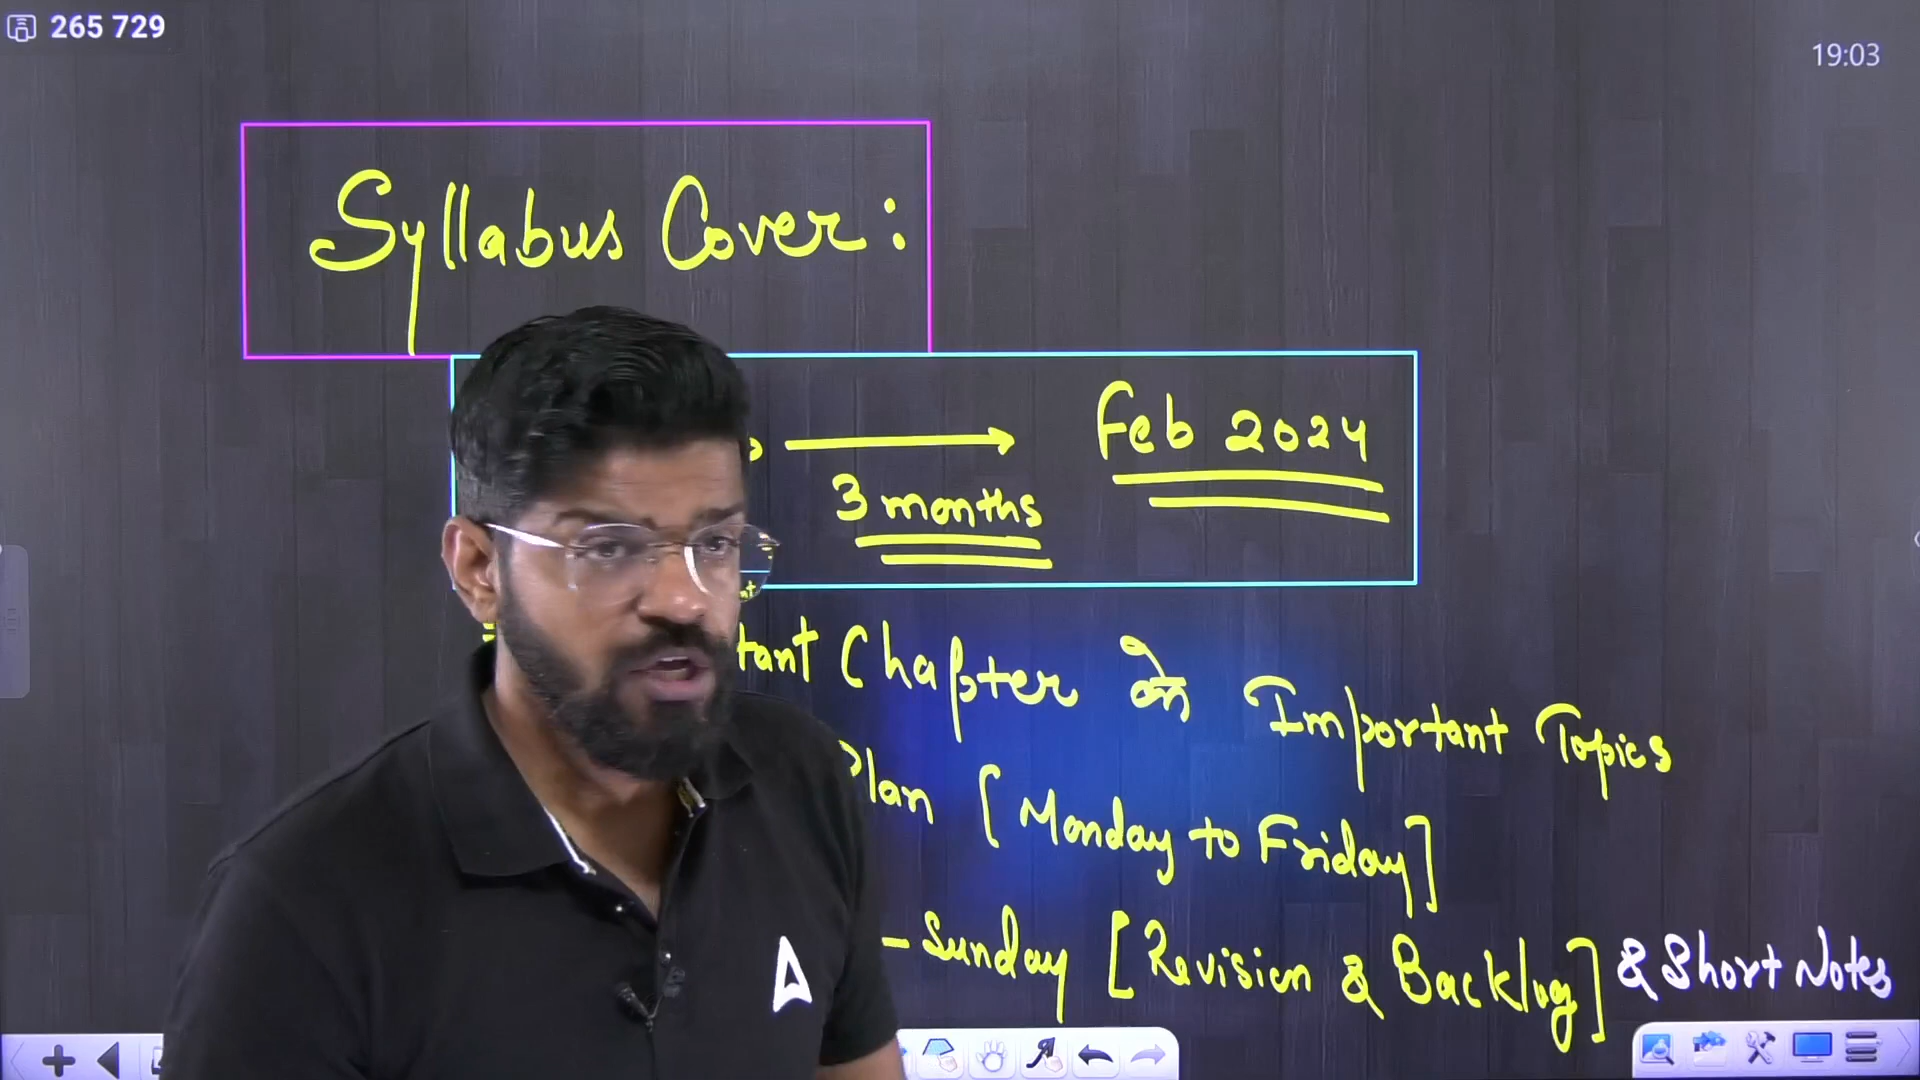 265 729
19:03
Syllabus Cover:
Feb 2024
3 months
tant Chapter के Important Topics
Plan [Monday to Friday]
-Sunday [Revision & Backlog] & Short Notes